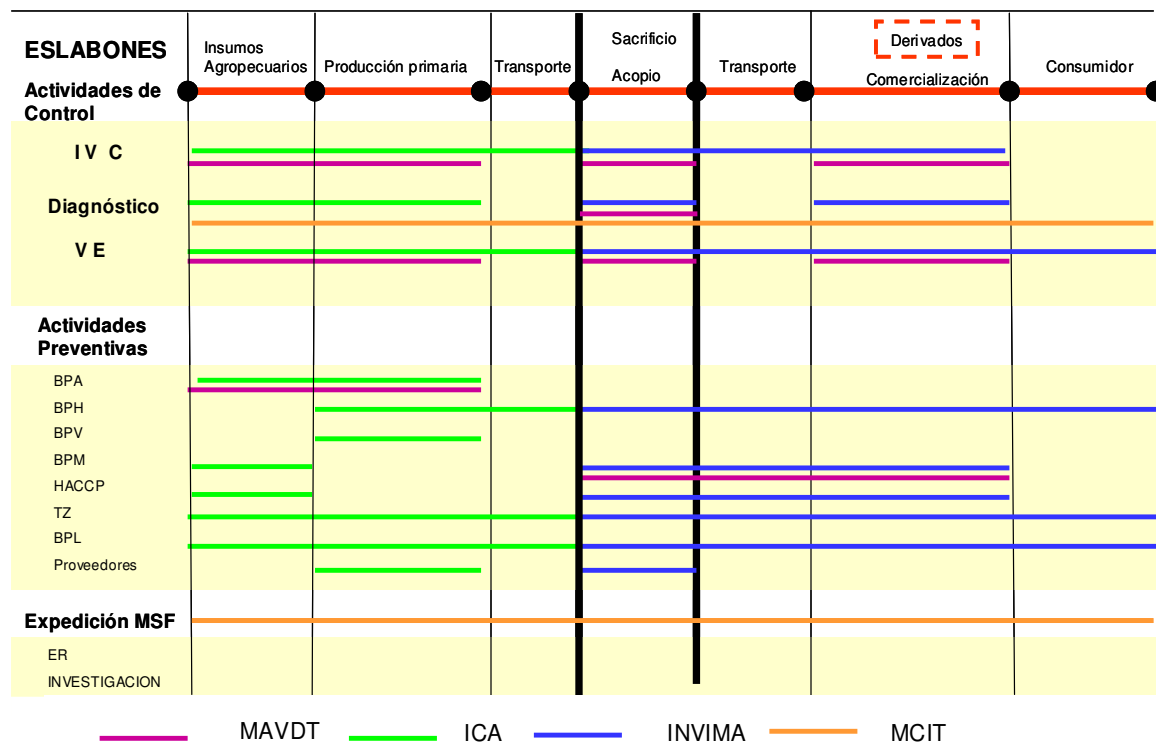 ESLABONES
Insumos
Agropecuarios
Producción primaria
Transporte
Sacrificio
Acopio
Transporte
Derivados
Comercialización
Consumidor
Actividades de
Control
I V C
Diagnóstico
V E
Actividades
Preventivas
BPA
BPH
BPV
BPM
HACCP
TZ
BPL
Proveedores
Expedición MSF
ER
INVESTIGACION
MAVDT
ICA
INVIMA
MCIT